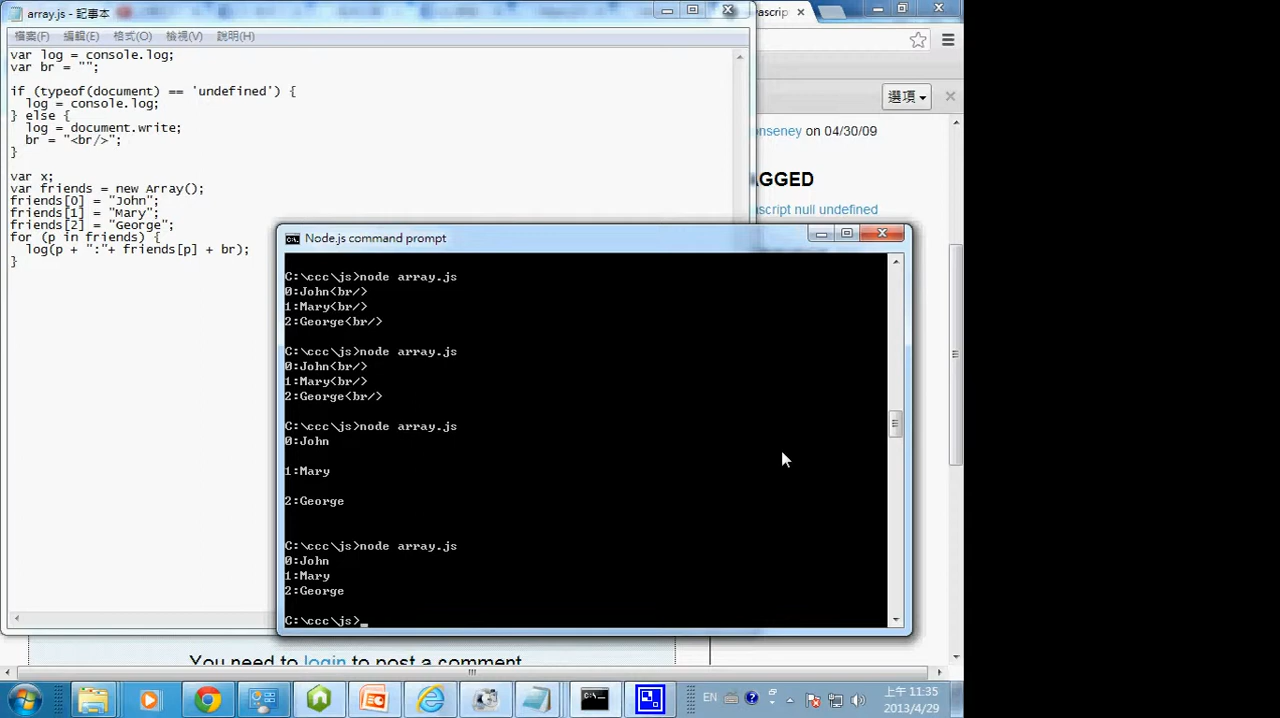 array.js - 記事本
檔案(F) 編輯(E) 格式(O) 檢視(V) 說明(H)
var log = console.log;
var br = "";
if (typeof(document) == 'undefined') {
log = console.log;
} else {
log = document.write;
br = "<br/>";
}
var x;
var friends = new Array();
friends[0] = "John";
friends[1] = "Mary";
friends[2] = "George";
for (p in friends) {
log(p + ":"+ friends[p] + br);
}
vascrip
選項
onseney on 04/30/09
AGGED
ascript null undefined
Node.js command prompt
C:\ccc\js>node array.js
0:John<br/>
1:Mary<br/>
2:George<br/>
C:\ccc\js>node array.js
0:John<br/>
1:Mary<br/>
2:George<br/>
C:\ccc\js>node array.js
0:John
1:Mary
2:George
C:\ccc\js>node array.js
0:John
1:Mary
2:George
C:\ccc\js>_
You need to login to post a comment
EN
上午 11:35
2013/4/29